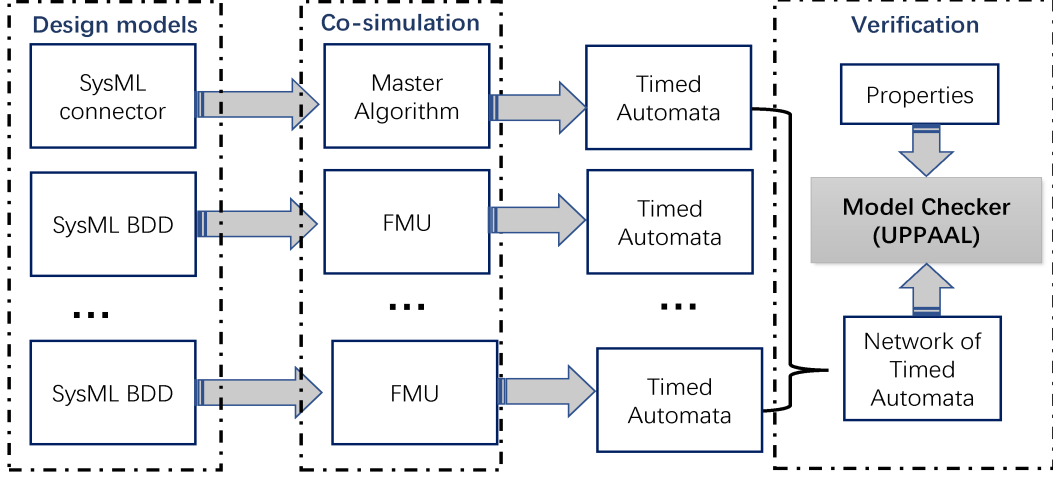 Design models
Co-simulation
Verification
SysML
connector
Master
Algorithm
Timed
Automata
Properties
SysML BDD
FMU
Timed
Automata
Model Checker
(UPPAAL)
...
...
...
SysML BDD
FMU
Timed
Automata
Network of
Timed
Automata